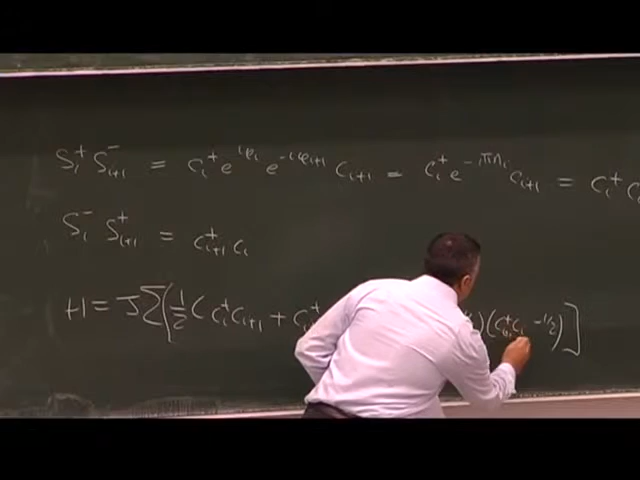 S_i^+ S_{i+1}^- = c_i^+ e^{iφ_i} e^{-iφ_{i+1}} c_{i+1} = c_i^+ e^{-iπn_i} c_{i+1} = c_i^+ c
S_i^- S_{i+1}^+ = c_{i+1}^+ c_i
H = J Σ [ 1/2 ( c_i^+ c_{i+1} + c_i^+ )( c_{i+1}^+ c_i - 1/2 ) ]